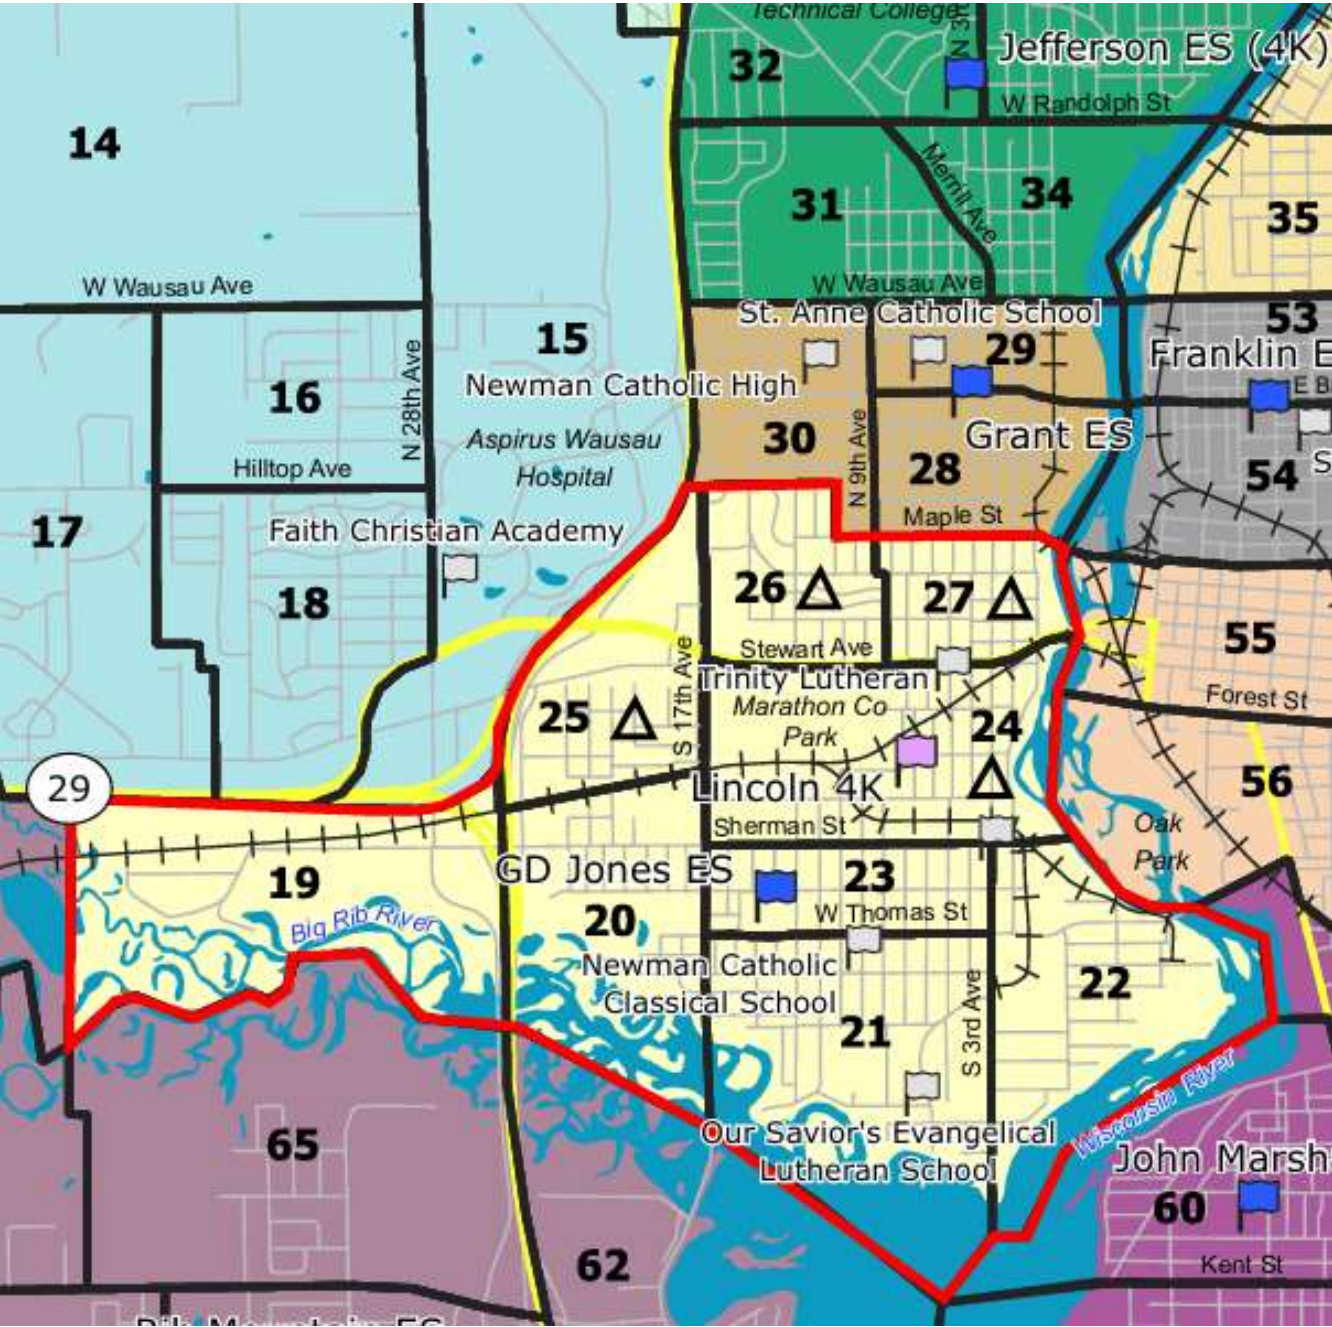 Technical College
N 3r
32
Jefferson ES (4K)
W Randolph St
14
Merrill Ave
31
34
35
W Wausau Ave
W Wausau Ave
St. Anne Catholic School
53
15
29
Franklin E
16
N 28th Ave
Newman Catholic High
E B
Aspirus Wausau
Hospital
30
N 9th Ave
Grant ES
S
Hilltop Ave
28
54
17
Faith Christian Academy
Maple St
18
26
27
55
Stewart Ave
S 17th Ave
Trinity Lutheran
Forest St
25
Marathon Co
Park
24
56
29
Lincoln 4K
Sherman St
Oak
Park
19
GD Jones ES
23
W Thomas St
Big Rib River
20
Newman Catholic
Classical School
22
21
S 3rd Ave
Wisconsin River
65
Our Savior's Evangelical
Lutheran School
John Marsh
60
62
Kent St
Rib Mountain ES